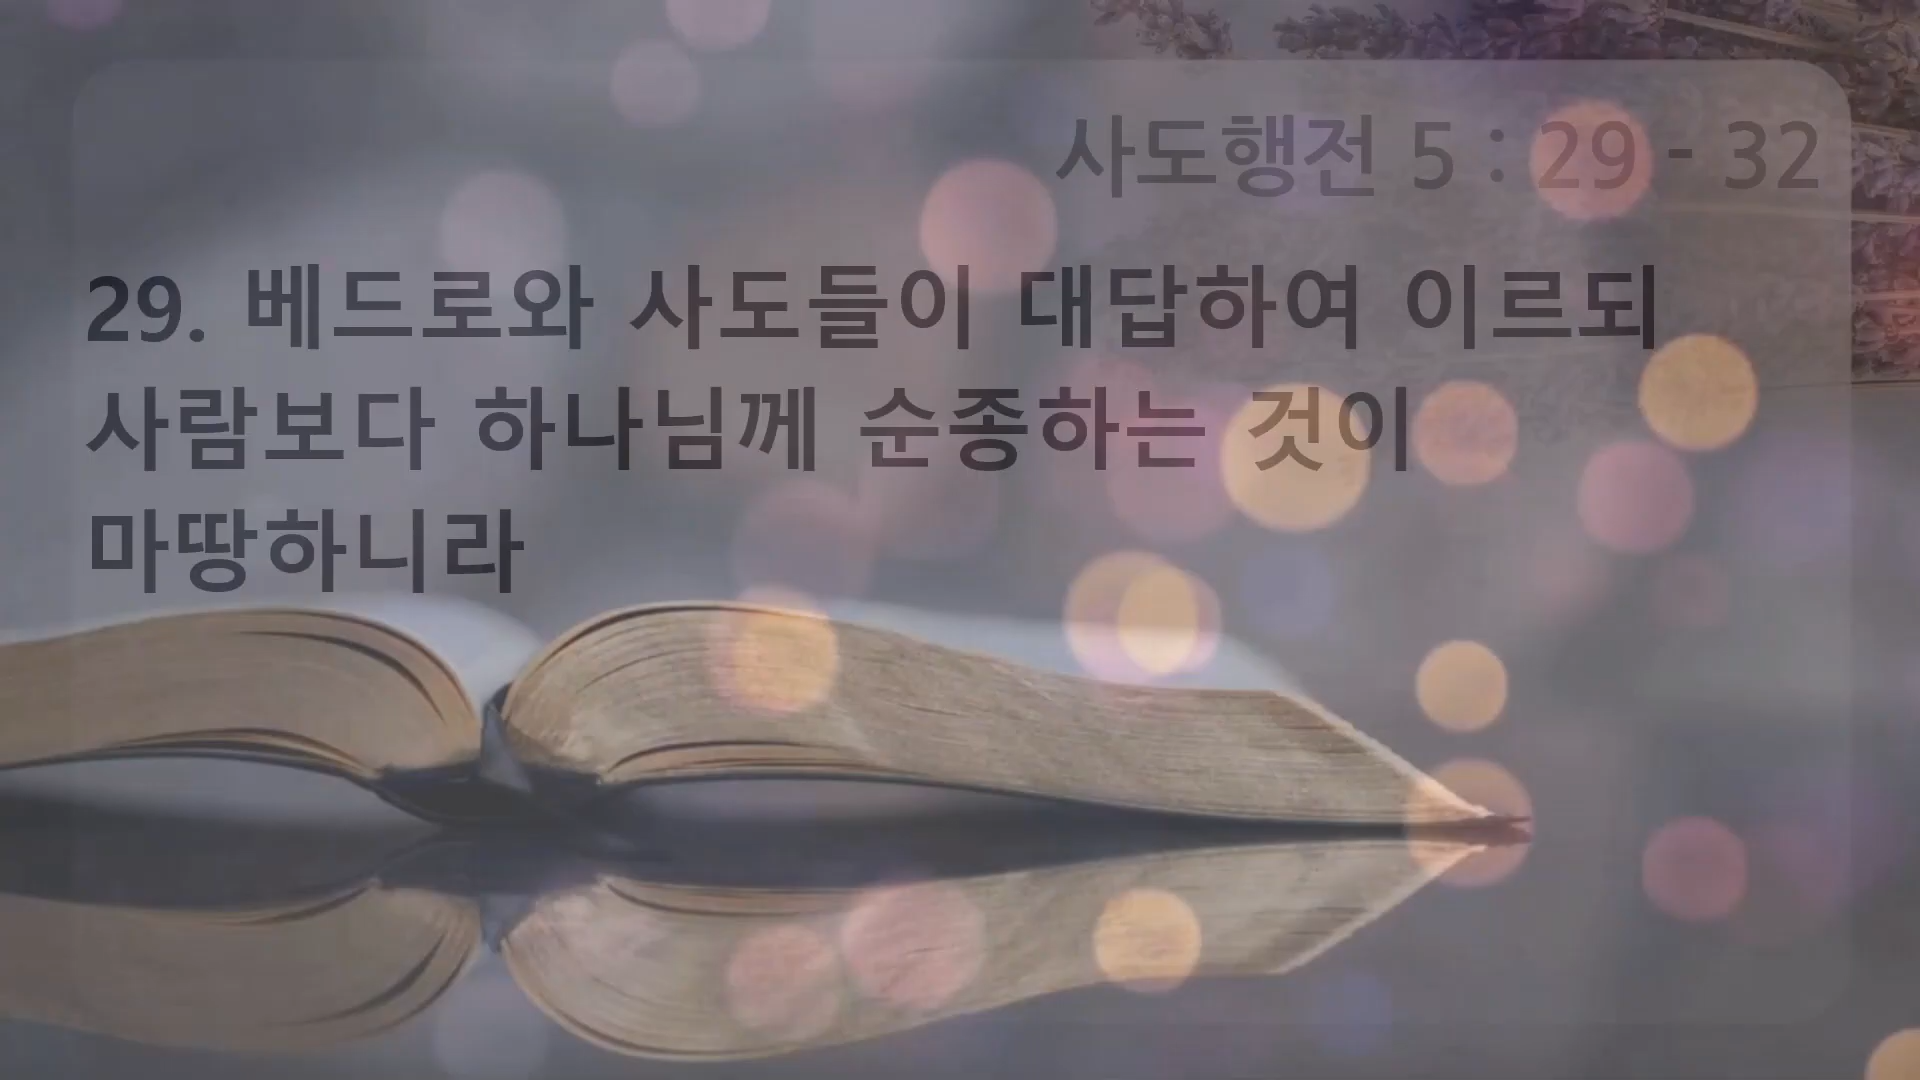 사도행전 5 : 29 - 32
29. 베드로와 사도들이 대답하여 이르되
사람보다 하나님께 순종하는 것이
마땅하니라